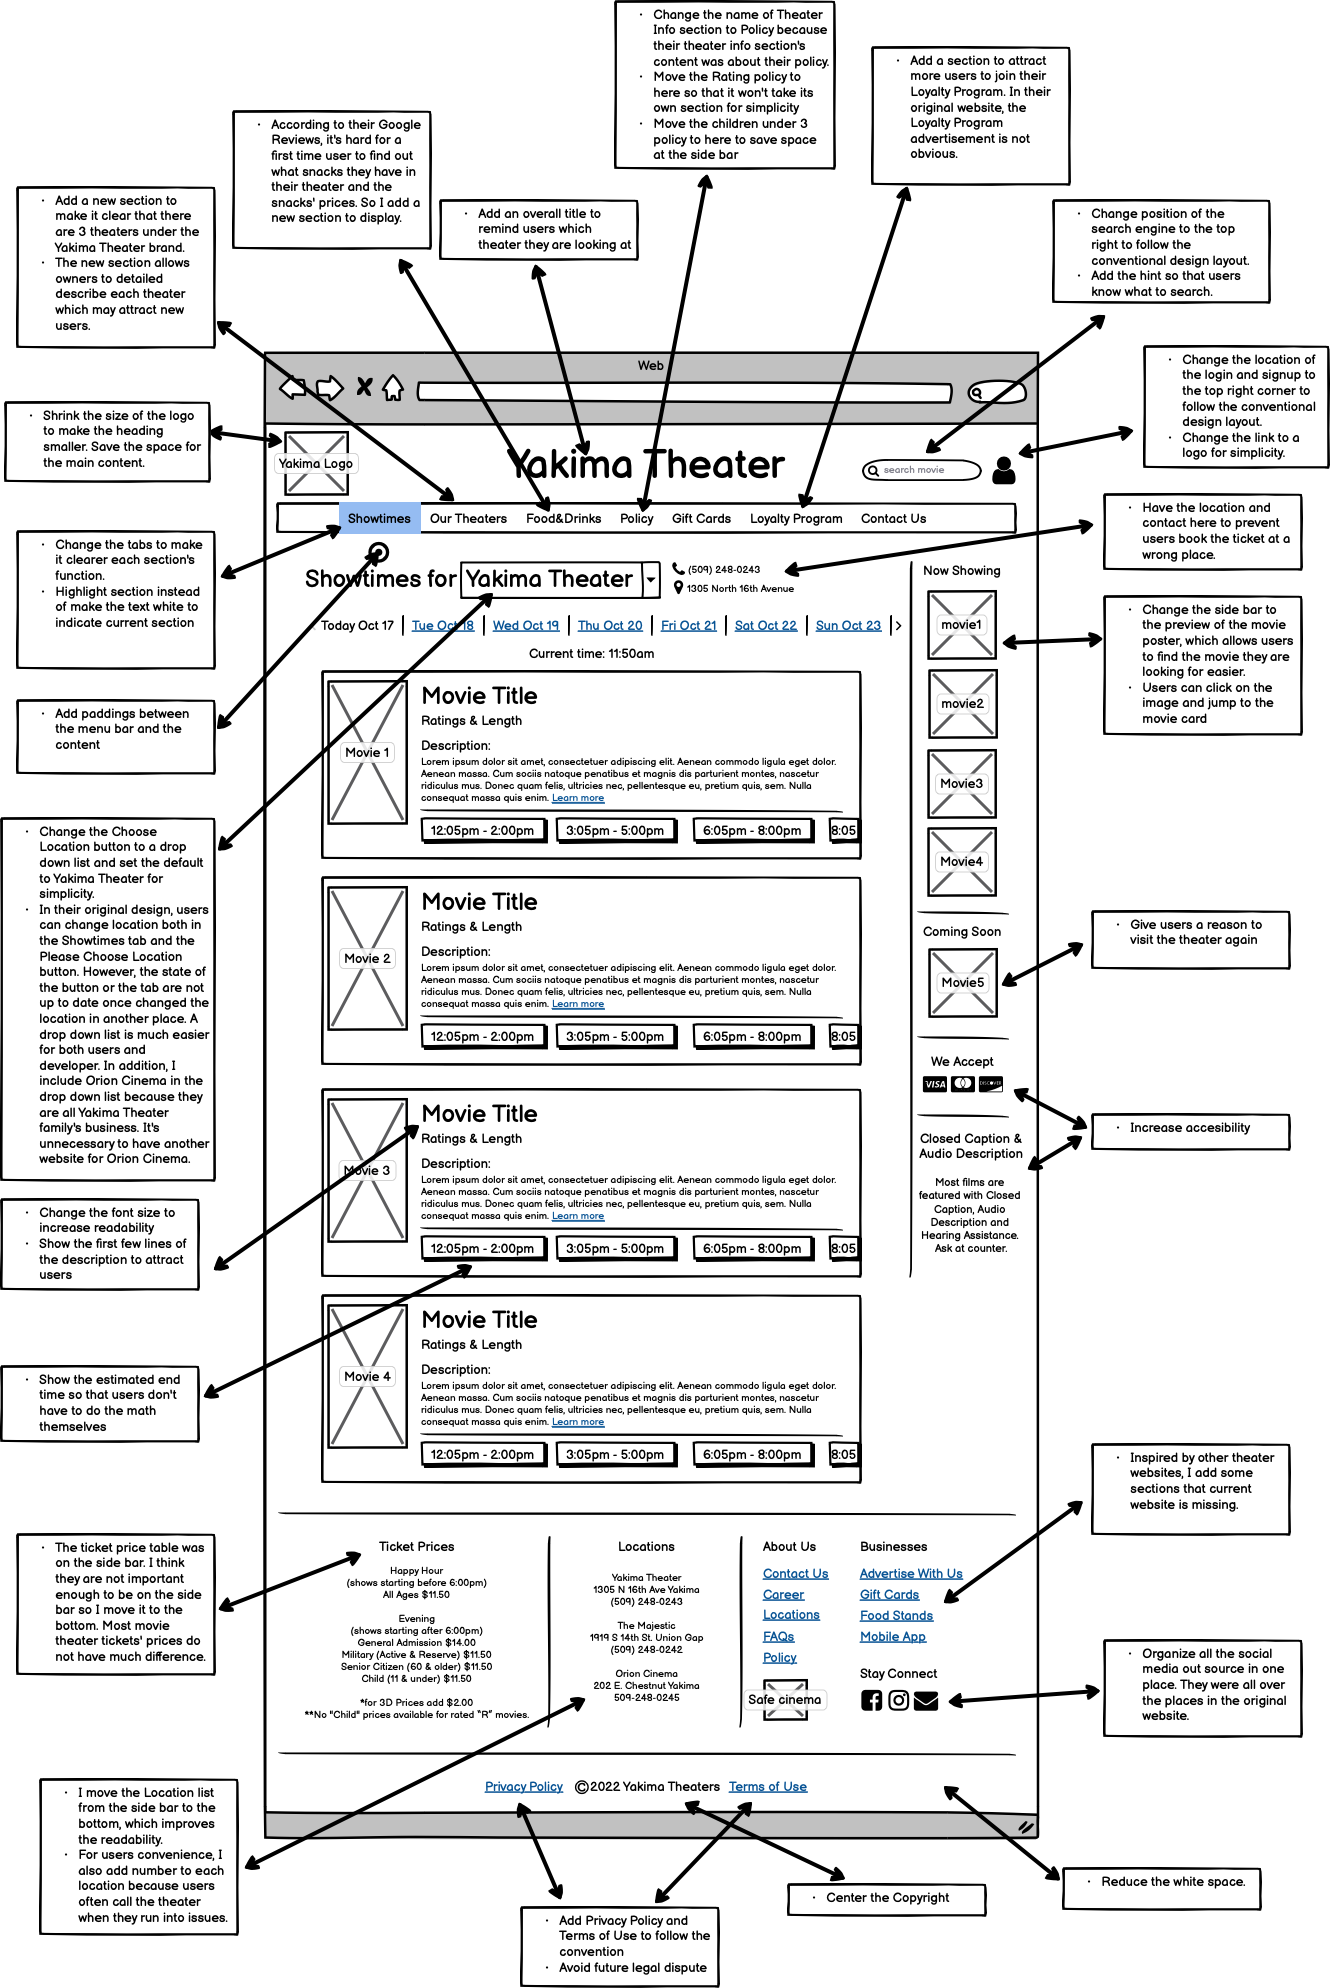 · Change the name of Theater
Info section to Policy because
their theater info section's
content was about their policy.
· Move the Rating policy to
here so that it won't take its
own section for simplicity
· Move the children under 3
policy to here to save space
at the side bar
· Add a section to attract
more users to join their
Loyalty Program. In their
original website, the
Loyalty Program
advertisement is not
obvious.
· According to their Google
Reviews, it's hard for a
first time user to find out
what snacks they have in
their theater and the
snacks' prices. So I add a
new section to display.
· Add a new section to
make it clear that there
are 3 theaters under the
Yakima Theater brand.
· The new section allows
owners to detailed
describe each theater
which may attract new
users.
· Add an overall title to
remind users which
theater they are looking at
· Change position of the
search engine to the top
right to follow the
conventional design layout.
· Add the hint so that users
know what to search.
· Change the location of
the login and signup to
the top right corner to
follow the conventional
design layout.
· Change the link to a
logo for simplicity.
· Shrink the size of the logo
to make the heading
smaller. Save the space for
the main content.
Web
Yakima Logo
Yakima Theater
search movie
Showtimes Our Theaters Food&Drinks Policy Gift Cards Loyalty Program Contact Us
· Have the location and
contact here to prevent
users book the ticket at a
wrong place.
· Change the tabs to make
it clearer each section's
function.
· Highlight section instead
of make the text white to
indicate current section
Showtimes for Yakima Theater
(509) 248-0243
1305 North 16th Avenue
Today Oct 17 Tue Oct 18 Wed Oct 19 Thu Oct 20 Fri Oct 21 Sat Oct 22 Sun Oct 23 >
Current time: 11:50am
· Add paddings between
the menu bar and the
content
Now Showing
movie1
movie2
Movie3
Movie4
· Change the side bar to
the preview of the movie
poster, which allows users
to find the movie they are
looking for easier.
· Users can click on the
image and jump to the
movie card
Movie 1
Movie Title
Ratings & Length
Description:
Lorem ipsum dolor sit amet, consectetuer adipiscing elit. Aenean commodo ligula eget dolor.
Aenean massa. Cum sociis natoque penatibus et magnis dis parturient montes, nascetur
ridiculus mus. Donec quam felis, ultricies nec, pellentesque eu, pretium quis, sem. Nulla
consequat massa quis enim. Learn more
12:05pm - 2:00pm 3:05pm - 5:00pm 6:05pm - 8:00pm 8:05
· Change the Choose
Location button to a drop
down list and set the default
to Yakima Theater for
simplicity.
· In their original design, users
can change location both in
the Showtimes tab and the
Please Choose Location
button. However, the state of
the button or the tab are not
up to date once changed the
location in another place. A
drop down list is much easier
for both users and
developer. In addition, I
include Orion Cinema in the
drop down list because they
are all Yakima Theater
family's business. It's
unnecessary to have another
website for Orion Cinema.
Movie 2
Movie Title
Ratings & Length
Description:
Lorem ipsum dolor sit amet, consectetuer adipiscing elit. Aenean commodo ligula eget dolor.
Aenean massa. Cum sociis natoque penatibus et magnis dis parturient montes, nascetur
ridiculus mus. Donec quam felis, ultricies nec, pellentesque eu, pretium quis, sem. Nulla
consequat massa quis enim. Learn more
12:05pm - 2:00pm 3:05pm - 5:00pm 6:05pm - 8:00pm 8:05
Coming Soon
Movie5
· Give users a reason to
visit the theater again
We Accept
VISA DISCOVER
· Increase accesibility
Closed Caption &
Audio Description
Most films are
featured with Closed
Caption, Audio
Description and
Hearing Assistance.
Ask at counter.
Movie 3
Movie Title
Ratings & Length
Description:
Lorem ipsum dolor sit amet, consectetuer adipiscing elit. Aenean commodo ligula eget dolor.
Aenean massa. Cum sociis natoque penatibus et magnis dis parturient montes, nascetur
ridiculus mus. Donec quam felis, ultricies nec, pellentesque eu, pretium quis, sem. Nulla
consequat massa quis enim. Learn more
12:05pm - 2:00pm 3:05pm - 5:00pm 6:05pm - 8:00pm 8:05
· Change the font size to
increase readability
· Show the first few lines of
the description to attract
users
Movie 4
Movie Title
Ratings & Length
Description:
Lorem ipsum dolor sit amet, consectetuer adipiscing elit. Aenean commodo ligula eget dolor.
Aenean massa. Cum sociis natoque penatibus et magnis dis parturient montes, nascetur
ridiculus mus. Donec quam felis, ultricies nec, pellentesque eu, pretium quis, sem. Nulla
consequat massa quis enim. Learn more
12:05pm - 2:00pm 3:05pm - 5:00pm 6:05pm - 8:00pm 8:05
· Show the estimated end
time so that users don't
have to do the math
themselves
· Inspired by other theater
websites, I add some
sections that current
website is missing.
· The ticket price table was
on the side bar. I think
they are not important
enough to be on the side
bar so I move it to the
bottom. Most movie
theater tickets' prices do
not have much difference.
Ticket Prices
Happy Hour
(shows starting before 6:00pm)
All Ages $11.50
Evening
(shows starting after 6:00pm)
General Admission $14.00
Military (Active & Reserve) $11.50
Senior Citizen (60 & older) $11.50
Child (11 & under) $11.50
*for 3D Prices add $2.00
**No "Child" prices available for rated "R" movies.
Locations
Yakima Theater
1305 N 16th Ave Yakima
(509) 248-0243
The Majestic
1919 S 14th St. Union Gap
(509) 248-0242
Orion Cinema
202 E. Chestnut Yakima
509-248-0245
About Us
Contact Us
Career
Locations
FAQs
Policy
Safe cinema
Businesses
Advertise With Us
Gift Cards
Food Stands
Mobile App
Stay Connect
· Organize all the social
media out source in one
place. They were all over
the places in the original
website.
· I move the Location list
from the side bar to the
bottom, which improves
the readability.
· For users convenience, I
also add number to each
location because users
often call the theater
when they run into issues.
Privacy Policy ©2022 Yakima Theaters Terms of Use
· Reduce the white space.
· Center the Copyright
· Add Privacy Policy and
Terms of Use to follow the
convention
· Avoid future legal dispute